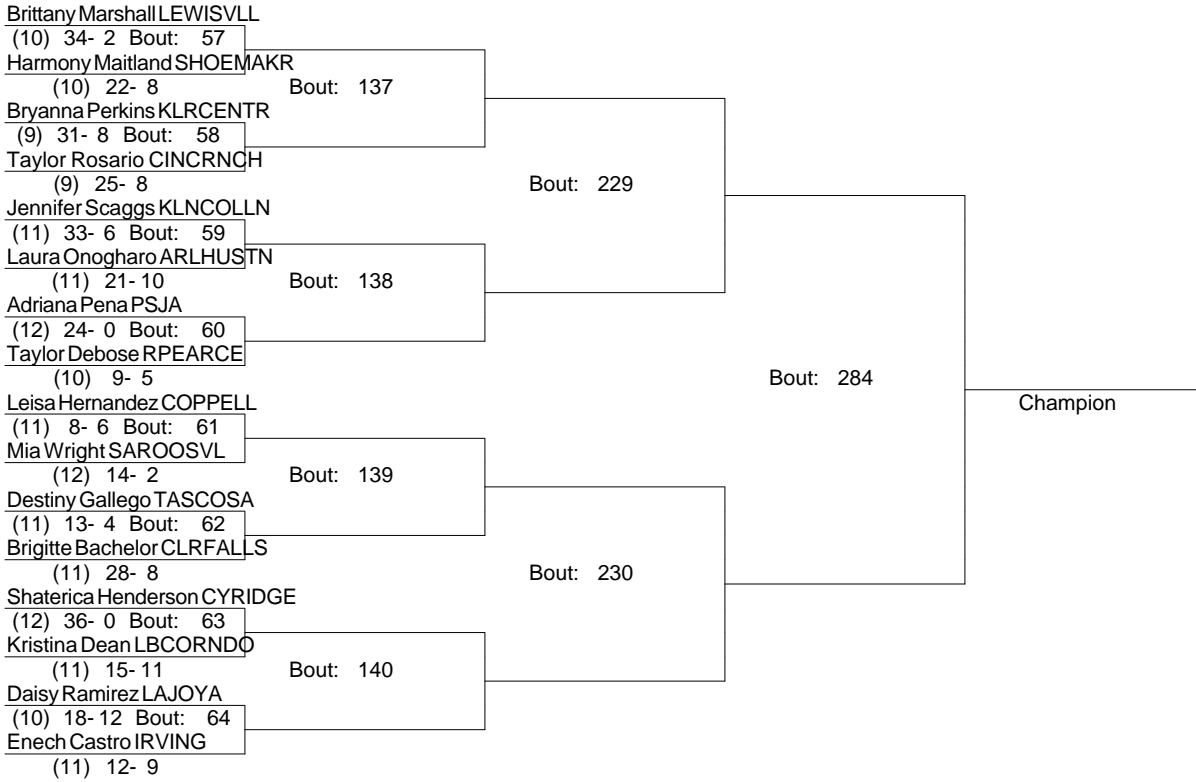 Brittany Marshall LEWISVLL
(10) 34- 2 Bout: 57
Harmony Maitland SHOEMAKR
(10) 22- 8 Bout: 137
Bryanna Perkins KLRCENTR
(9) 31- 8 Bout: 58
Taylor Rosario CINCRNCH
(9) 25- 8 Bout: 229
Jennifer Scaggs KLNCOLLN
(11) 33- 6 Bout: 59
Laura Onogharo ARLHUSTN
(11) 21- 10 Bout: 138
Adriana Pena PSJA
(12) 24- 0 Bout: 60
Taylor Debose RPEARCE
(10) 9- 5 Bout: 284
Leisa Hernandez COPPELL Champion
(11) 8- 6 Bout: 61
Mia Wright SAROOSVL
(12) 14- 2 Bout: 139
Destiny Gallego TASCOSA
(11) 13- 4 Bout: 62
Brigitte Bachelor CLRFALLS
(11) 28- 8 Bout: 230
Shaterica Henderson CYRIDGE
(12) 36- 0 Bout: 63
Kristina Dean LBCORNDO
(11) 15- 11 Bout: 140
Daisy Ramirez LAJOYA
(10) 18- 12 Bout: 64
Enech Castro IRVING
(11) 12- 9